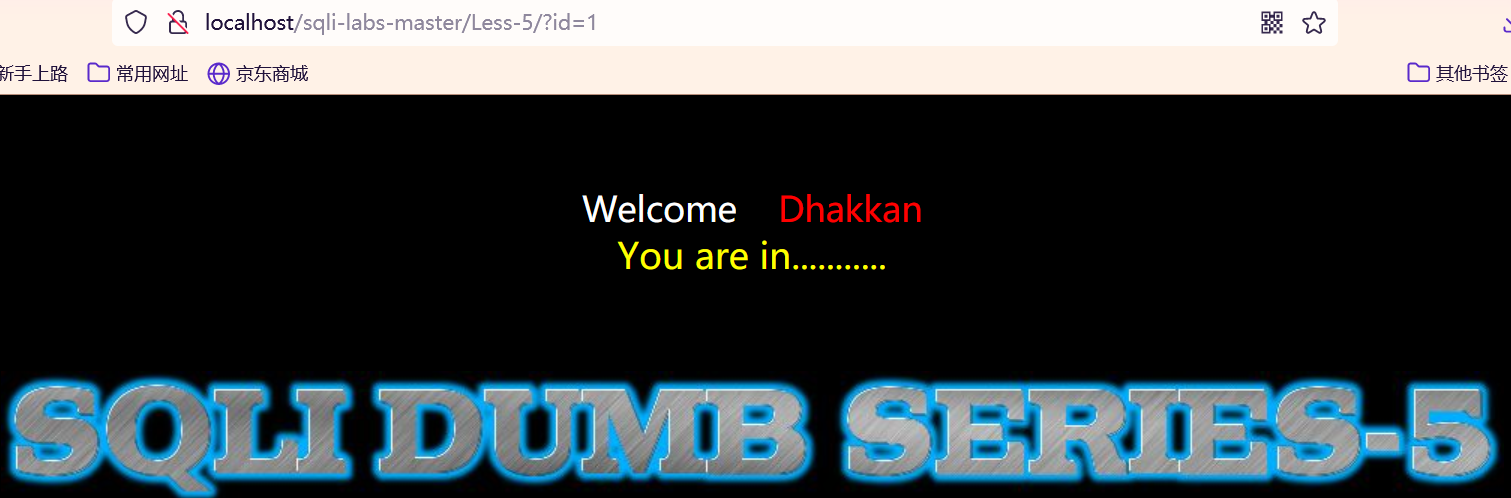 localhost/sqli-labs-master/Less-5/?id=1
新手上路 常用网址 京东商城 其他书签
Welcome Dhakkan
You are in...........
SQLI DUMB SERIES-5